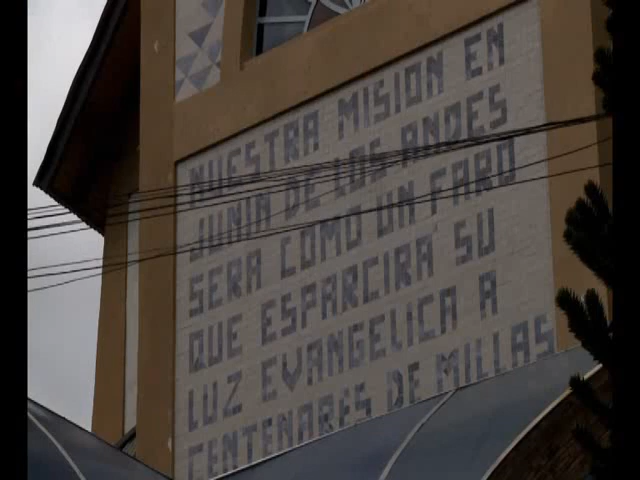 NUESTRA MISION EN
JUNIN DE LOS ANDES
SERA COMO UN FARO
QUE ESPARCIRA SU
LUZ EVANGELICA A
CENTENARES DE MILLAS